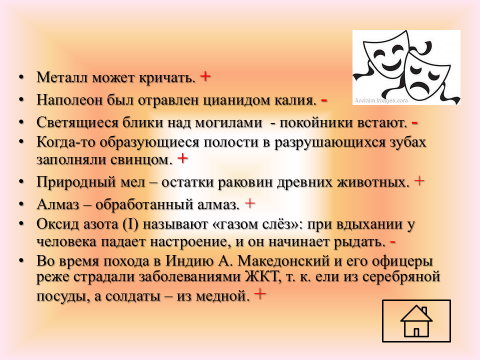 • Металл может кричать. +
• Наполеон был отравлен цианидом калия. -
• Светящиеся блики над могилами - покойники встают. -
• Когда-то образующиеся полости в разрушающихся зубах
заполняли свинцом. +
• Природный мел – остатки раковин древних животных. +
• Алмаз – обработанный алмаз. +
• Оксид азота (I) называют «газом слёз»: при вдыхании у
человека падает настроение, и он начинает рыдать. -
• Во время похода в Индию А. Македонский и его офицеры
реже страдали заболеваниями ЖКТ, т. к. ели из серебряной
посуды, а солдаты – из медной. +